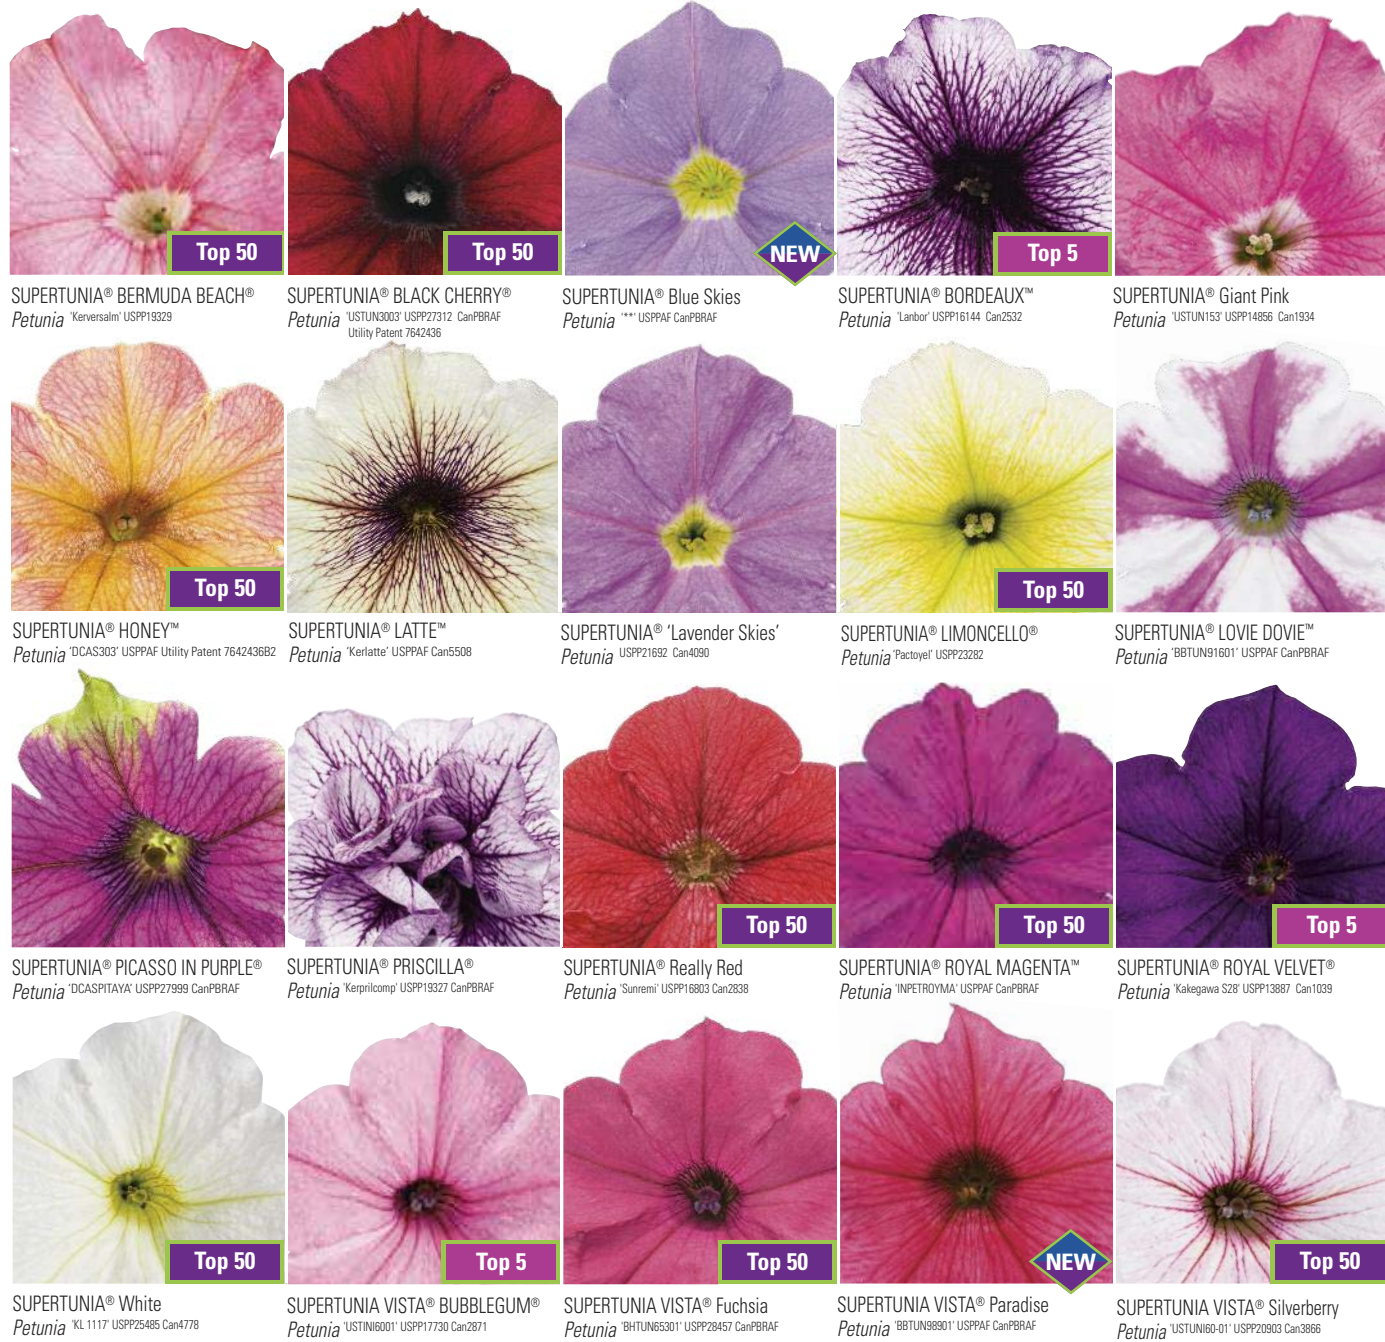 Top 50
Top 50
NEW
Top 5
SUPERTUNIA® BERMUDA BEACH®
Petunia 'Kerversalm' USPP19329
SUPERTUNIA® BLACK CHERRY®
Petunia 'USTUN3003' USPP27312 CanPBRAF
Utility Patent 7642436
SUPERTUNIA® Blue Skies
Petunia '**' USPPAF CanPBRAF
SUPERTUNIA® BORDEAUX™
Petunia 'Lanbor' USPP16144 Can2532
SUPERTUNIA® Giant Pink
Petunia 'USTUN153' USPP14856 Can1934
Top 50
Top 50
SUPERTUNIA® HONEY™
Petunia 'DCAS303' USPPAF Utility Patent 7642436B2
SUPERTUNIA® LATTE™
Petunia 'Kerlatte' USPPAF Can5508
SUPERTUNIA® 'Lavender Skies'
Petunia USPP21692 Can4090
SUPERTUNIA® LIMONCELLO®
Petunia 'Pactoyel' USPP23282
SUPERTUNIA® LOVIE DOVIE™
Petunia 'BBTUN91601' USPPAF CanPBRAF
Top 50
Top 50
Top 5
SUPERTUNIA® PICASSO IN PURPLE®
Petunia 'DCASPITAYA' USPP27999 CanPBRAF
SUPERTUNIA® PRISCILLA®
Petunia 'Kerprilcomp' USPP19327 CanPBRAF
SUPERTUNIA® Really Red
Petunia 'Sunremi' USPP16803 Can2838
SUPERTUNIA® ROYAL MAGENTA™
Petunia 'INPETROYMA' USPPAF CanPBRAF
SUPERTUNIA® ROYAL VELVET®
Petunia 'Kakegawa S28' USPP13887 Can1039
Top 50
Top 5
Top 50
NEW
Top 50
SUPERTUNIA® White
Petunia 'KL 1117' USPP25485 Can4778
SUPERTUNIA VISTA® BUBBLEGUM®
Petunia 'USTINI6001' USPP17730 Can2871
SUPERTUNIA VISTA® Fuchsia
Petunia 'BHTUN65301' USPP28457 CanPBRAF
SUPERTUNIA VISTA® Paradise
Petunia 'BBTUN98901' USPPAF CanPBRAF
SUPERTUNIA VISTA® Silverberry
Petunia 'USTUNI60-01' USPP20903 Can3866